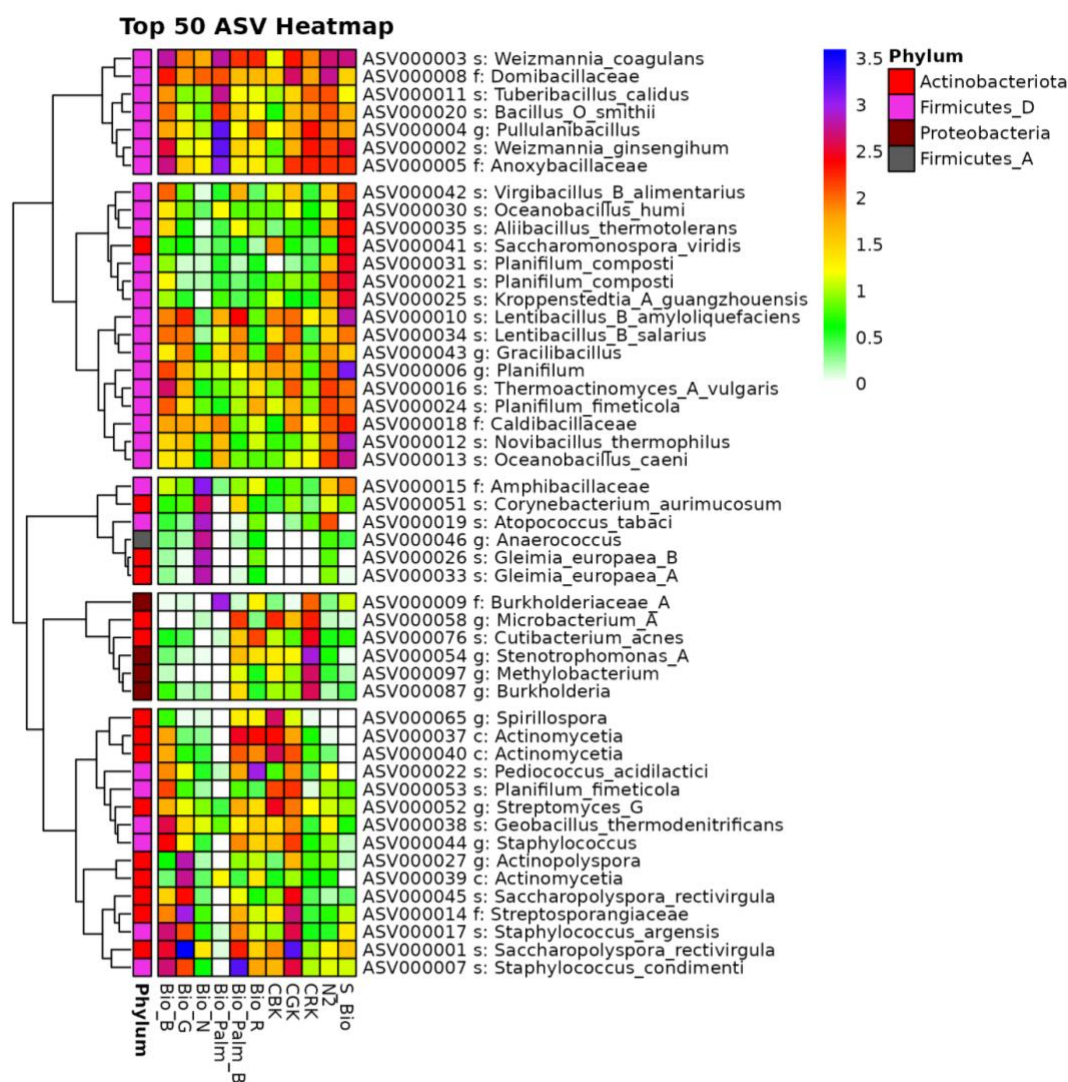 Top 50 ASV Heatmap
ASV000003 s: Weizmannia_coagulans
ASV000008 f: Domibacillaceae
ASV000011 s: Tuberibacillus_calidus
ASV000020 s: Bacillus_O_smithii
ASV000004 g: Pullulanibacillus
ASV000002 s: Weizmannia_ginsengihum
ASV000005 f: Anoxybacillaceae
ASV000042 s: Virgibacillus_B_alimentarius
ASV000030 s: Oceanobacillus_humi
ASV000035 s: Aliibacillus_thermotolerans
ASV000041 s: Saccharomonospora_viridis
ASV000031 s: Planifilum_composti
ASV000021 s: Planifilum_composti
ASV000025 s: Kroppenstedtia_A_guangzhouensis
ASV000010 s: Lentibacillus_B_amyloliquefaciens
ASV000034 s: Lentibacillus_B_salarius
ASV000043 g: Gracilibacillus
ASV000006 g: Planifilum
ASV000016 s: Thermoactinomyces_A_vulgaris
ASV000024 s: Planifilum_fimeticola
ASV000018 f: Caldibacillaceae
ASV000012 s: Novibacillus_thermophilus
ASV000013 s: Oceanobacillus_caeni
ASV000015 f: Amphibacillaceae
ASV000051 s: Corynebacterium_aurimucosum
ASV000019 s: Atopococcus_tabaci
ASV000046 g: Anaerococcus
ASV000026 s: Gleimia_europaea_B
ASV000033 s: Gleimia_europaea_A
ASV000009 f: Burkholderiaceae_A
ASV000058 g: Microbacterium_A
ASV000076 s: Cutibacterium_acnes
ASV000054 g: Stenotrophomonas_A
ASV000097 g: Methylobacterium
ASV000087 g: Burkholderia
ASV000065 g: Spirillospora
ASV000037 c: Actinomycetia
ASV000040 c: Actinomycetia
ASV000022 s: Pediococcus_acidilactici
ASV000053 s: Planifilum_fimeticola
ASV000052 g: Streptomyces_G
ASV000038 s: Geobacillus_thermodenitrificans
ASV000044 g: Staphylococcus
ASV000027 g: Actinopolyspora
ASV000039 c: Actinomycetia
ASV000045 s: Saccharopolyspora_rectivirgula
ASV000014 f: Streptosporangiaceae
ASV000017 s: Staphylococcus_argensis
ASV000001 s: Saccharopolyspora_rectivirgula
ASV000007 s: Staphylococcus_condimenti
Phylum
Bio_B
Bio_G
Bio_N
Bio_Palm_
Bio_Palm_B
Bio_R
CBK
CGK
CRK
N2
S_Bio
3.5
3
2.5
2
1.5
1
0.5
0
Phylum
Actinobacteriota
Firmicutes_D
Proteobacteria
Firmicutes_A